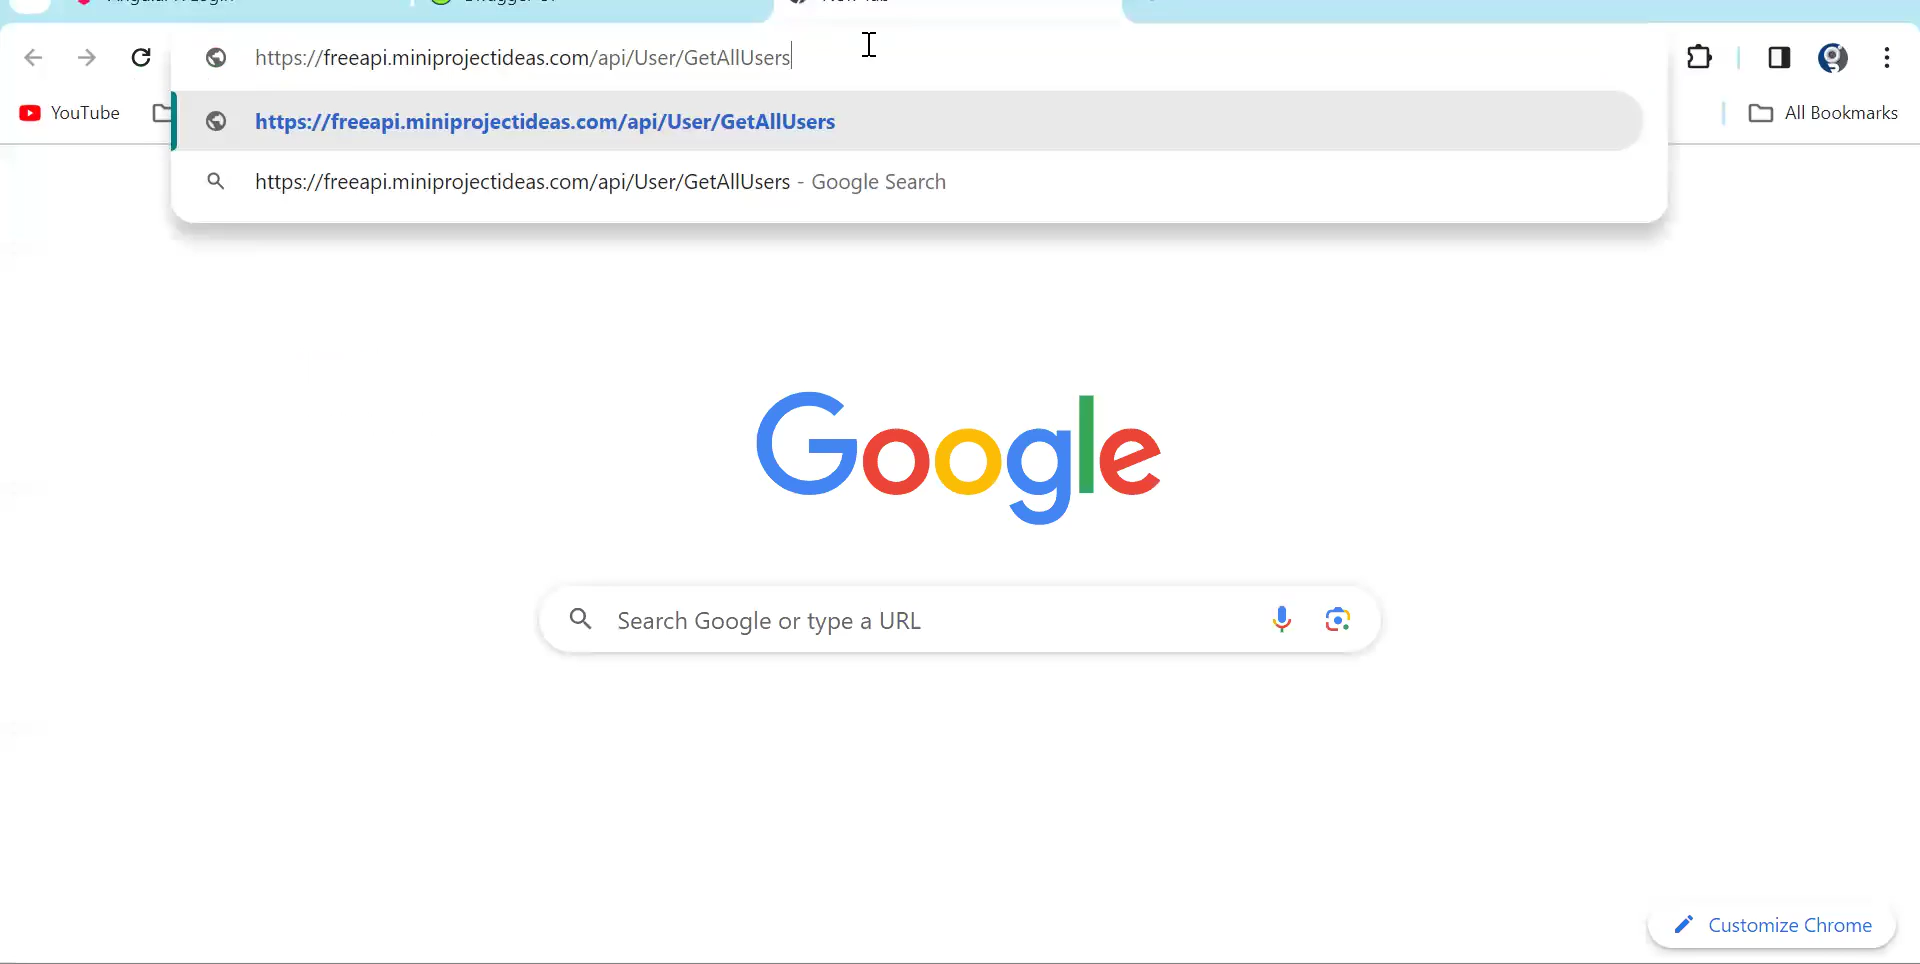 https://freeapi.miniprojectideas.com/api/User/GetAllUsers
YouTube
All Bookmarks
https://freeapi.miniprojectideas.com/api/User/GetAllUsers
https://freeapi.miniprojectideas.com/api/User/GetAllUsers - Google Search
Google
Search Google or type a URL
Customize Chrome